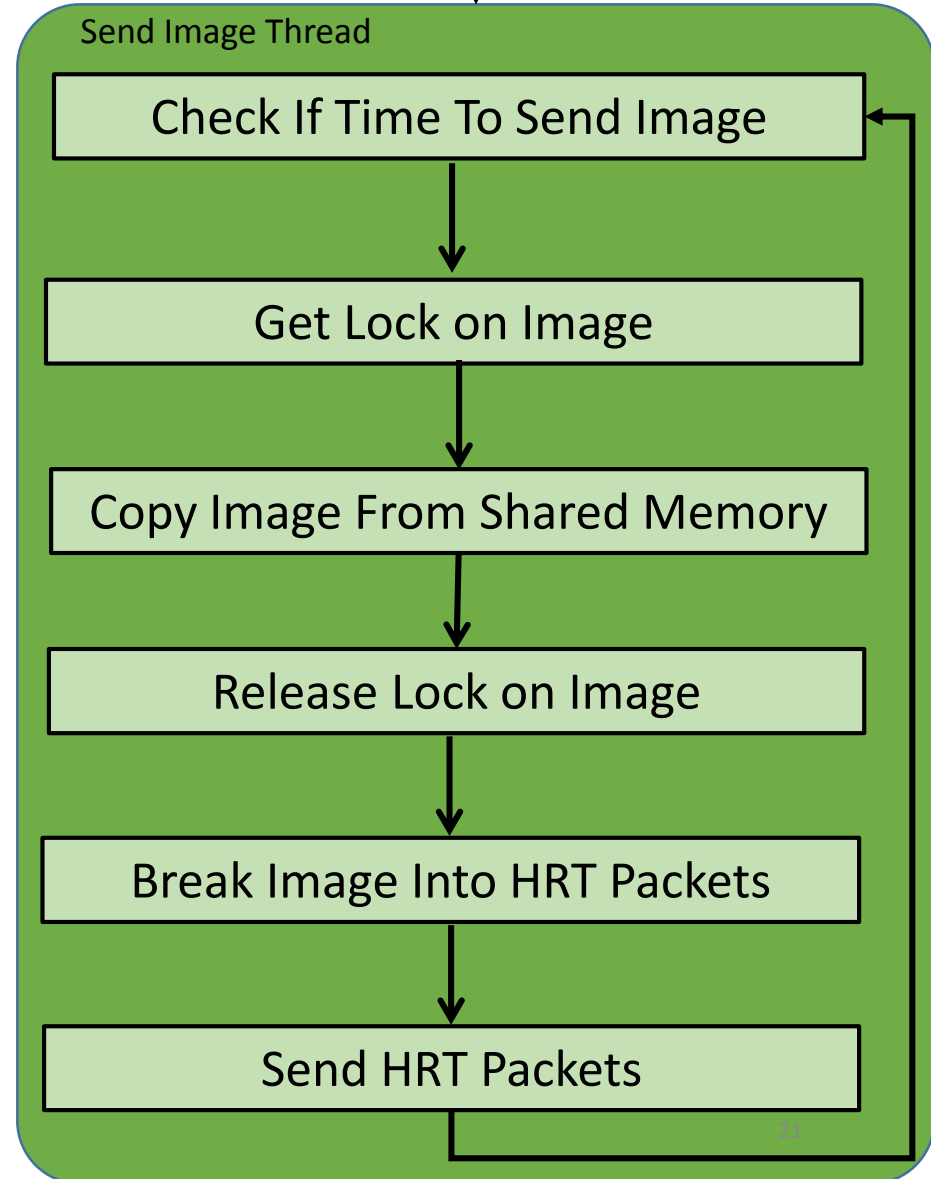 Send Image Thread
Check If Time To Send Image
Get Lock on Image
Copy Image From Shared Memory
Release Lock on Image
Break Image Into HRT Packets
Send HRT Packets
21